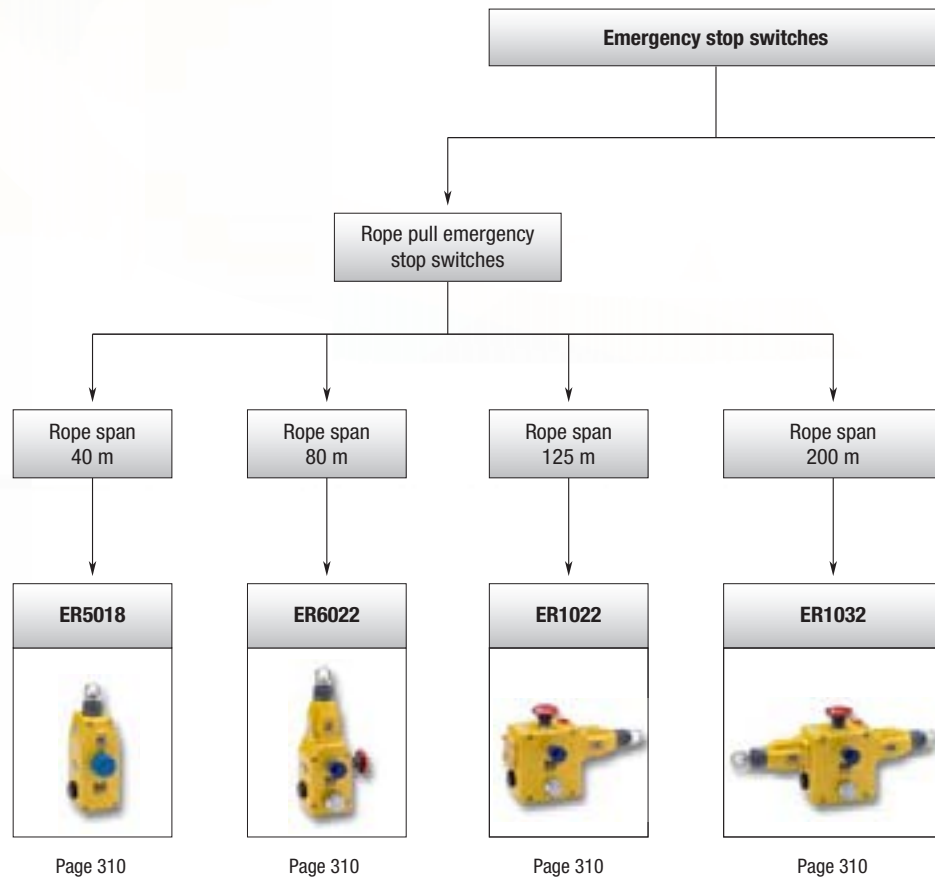 Emergency stop switches
Rope pull emergency
stop switches
Rope span
40 m
Rope span
80 m
Rope span
125 m
Rope span
200 m
ER5018
ER6022
ER1022
ER1032
Page 310
Page 310
Page 310
Page 310